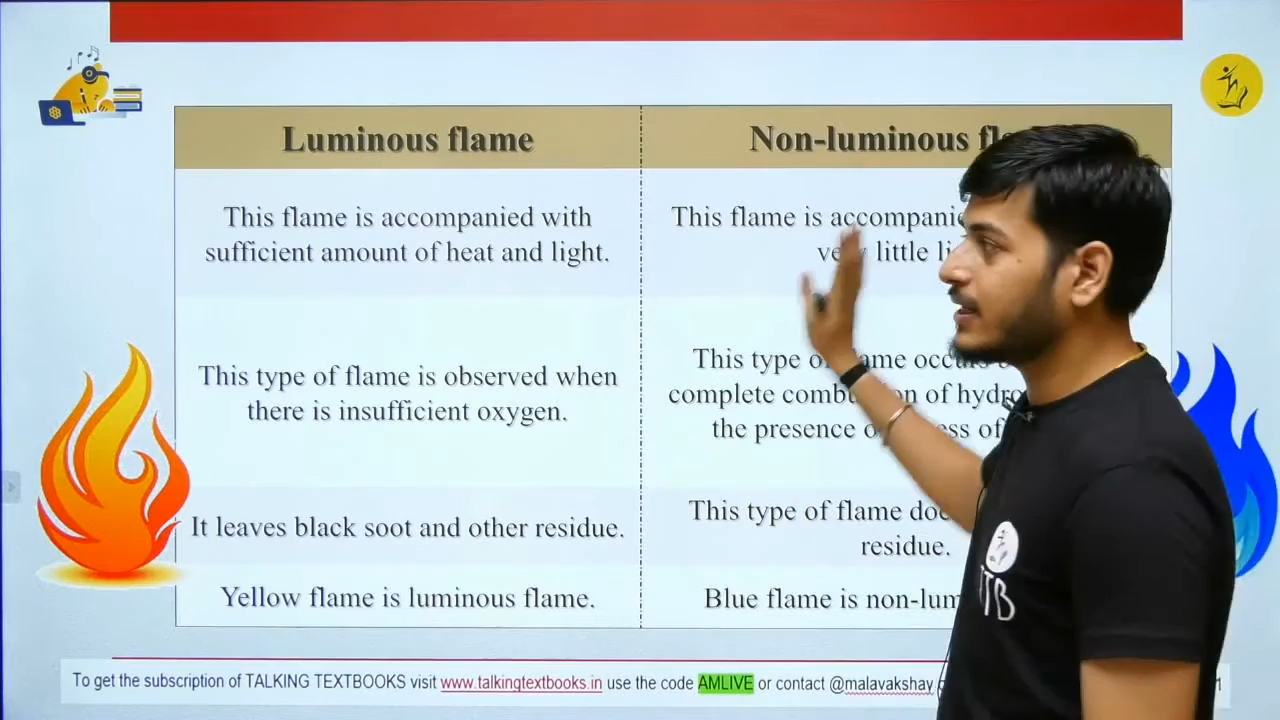 Luminous flame
Non-luminous
This flame is accompanied with
sufficient amount of heat and light.
This flame is
very little
This type of flame is observed when
there is insufficient oxygen.
This type
complete
the presence
It leaves black soot and other residue.
This type of flame
residue.
Yellow flame is luminous flame.
Blue flame is
To get the subscription of TALKING TEXTBOOKS visit www.talkingtextbooks.in use the code AMLIVE or contact @malavakshay
TTB